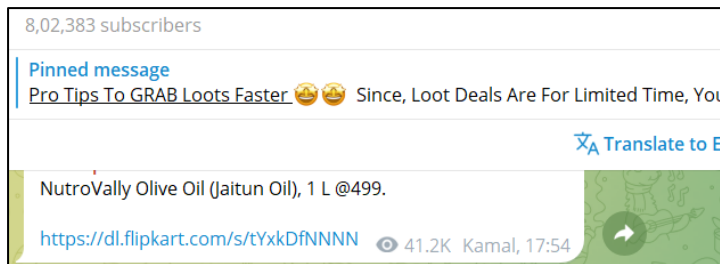 8,02,383 subscribers
Pinned message
Pro Tips To GRAB Loots Faster 🤩🤩 Since, Loot Deals Are For Limited Time, You
Translate to E
NutroVally Olive Oil (Jaitun Oil), 1 L @499.
https://dl.flipkart.com/s/tYxkDfNNNN 41.2K Kamal, 17:54